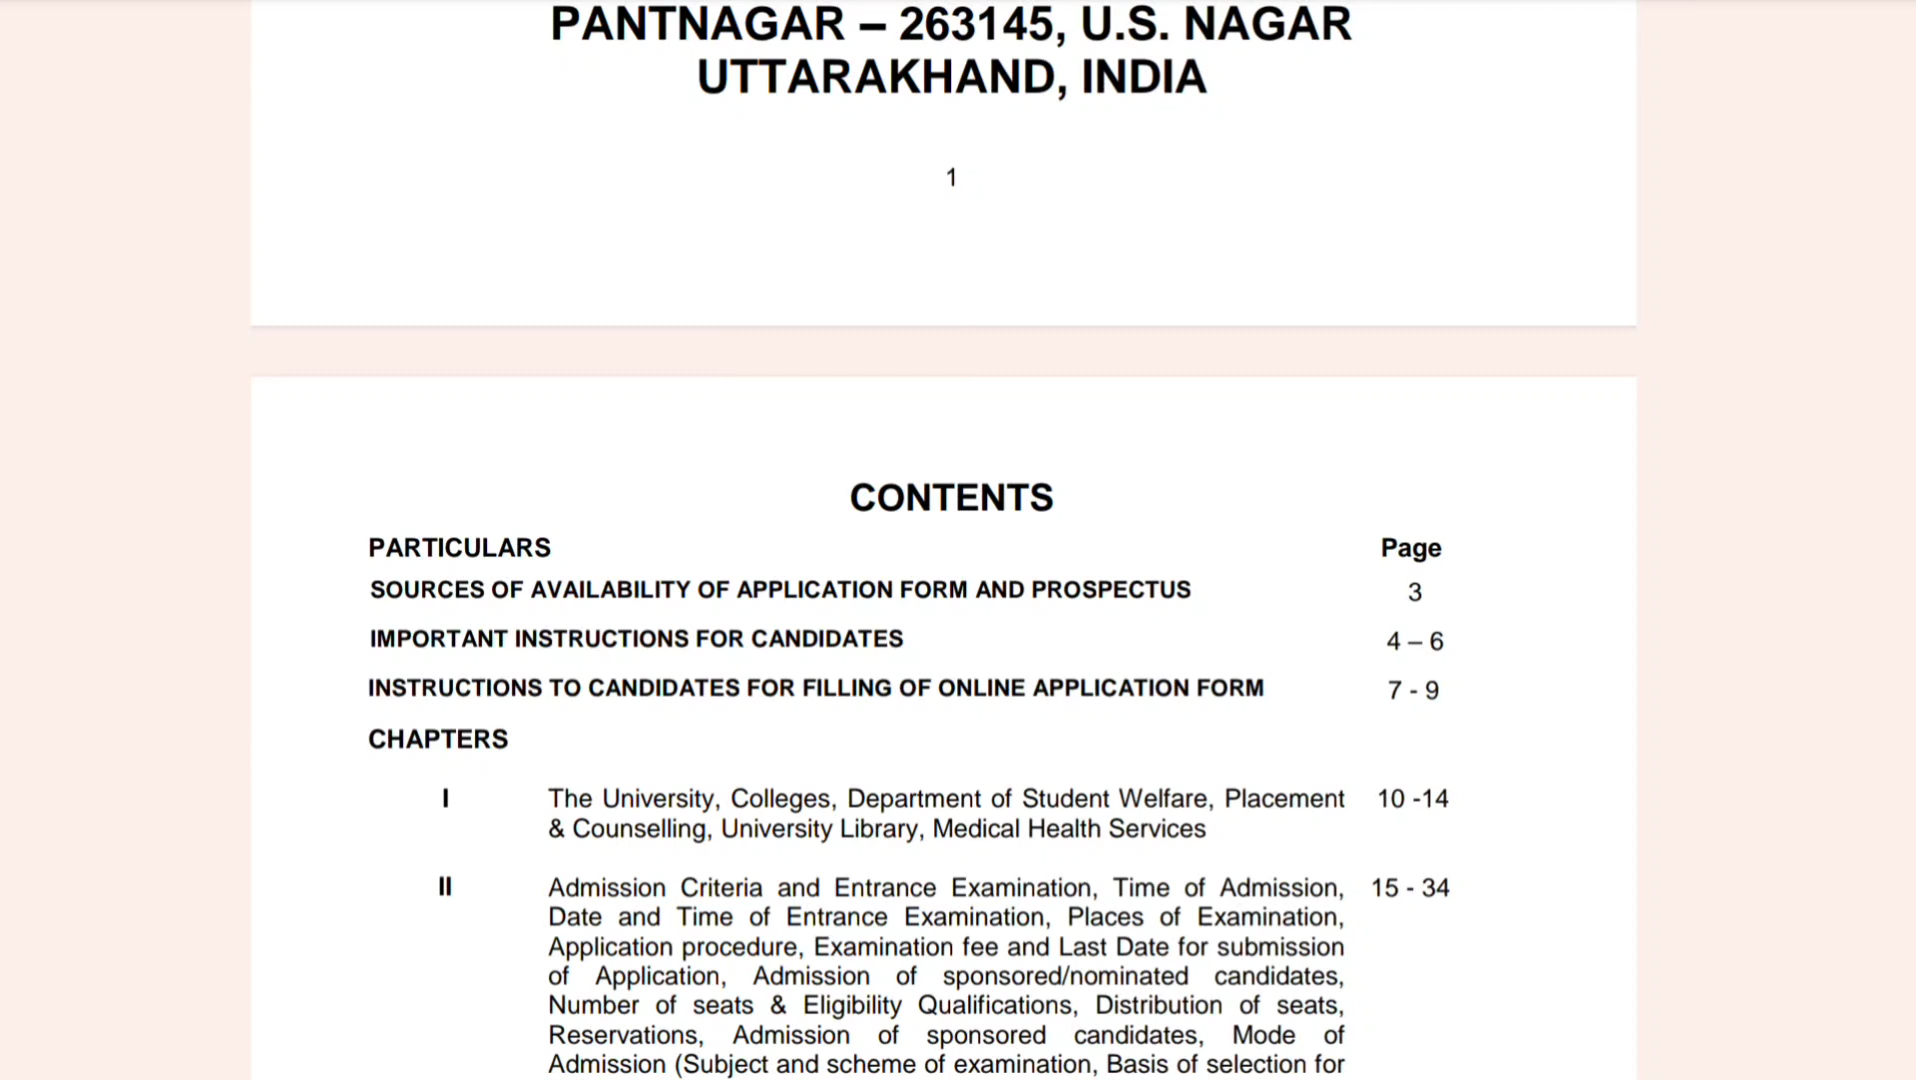 PANTNAGAR – 263145, U.S. NAGAR
UTTARAKHAND, INDIA
1
CONTENTS
PARTICULARS Page
SOURCES OF AVAILABILITY OF APPLICATION FORM AND PROSPECTUS 3
IMPORTANT INSTRUCTIONS FOR CANDIDATES 4 – 6
INSTRUCTIONS TO CANDIDATES FOR FILLING OF ONLINE APPLICATION FORM 7 - 9
CHAPTERS
I The University, Colleges, Department of Student Welfare, Placement 10 -14
& Counselling, University Library, Medical Health Services
II Admission Criteria and Entrance Examination, Time of Admission, 15 - 34
Date and Time of Entrance Examination, Places of Examination,
Application procedure, Examination fee and Last Date for submission
of Application, Admission of sponsored/nominated candidates,
Number of seats & Eligibility Qualifications, Distribution of seats,
Reservations, Admission of sponsored candidates, Mode of
Admission (Subject and scheme of examination, Basis of selection for